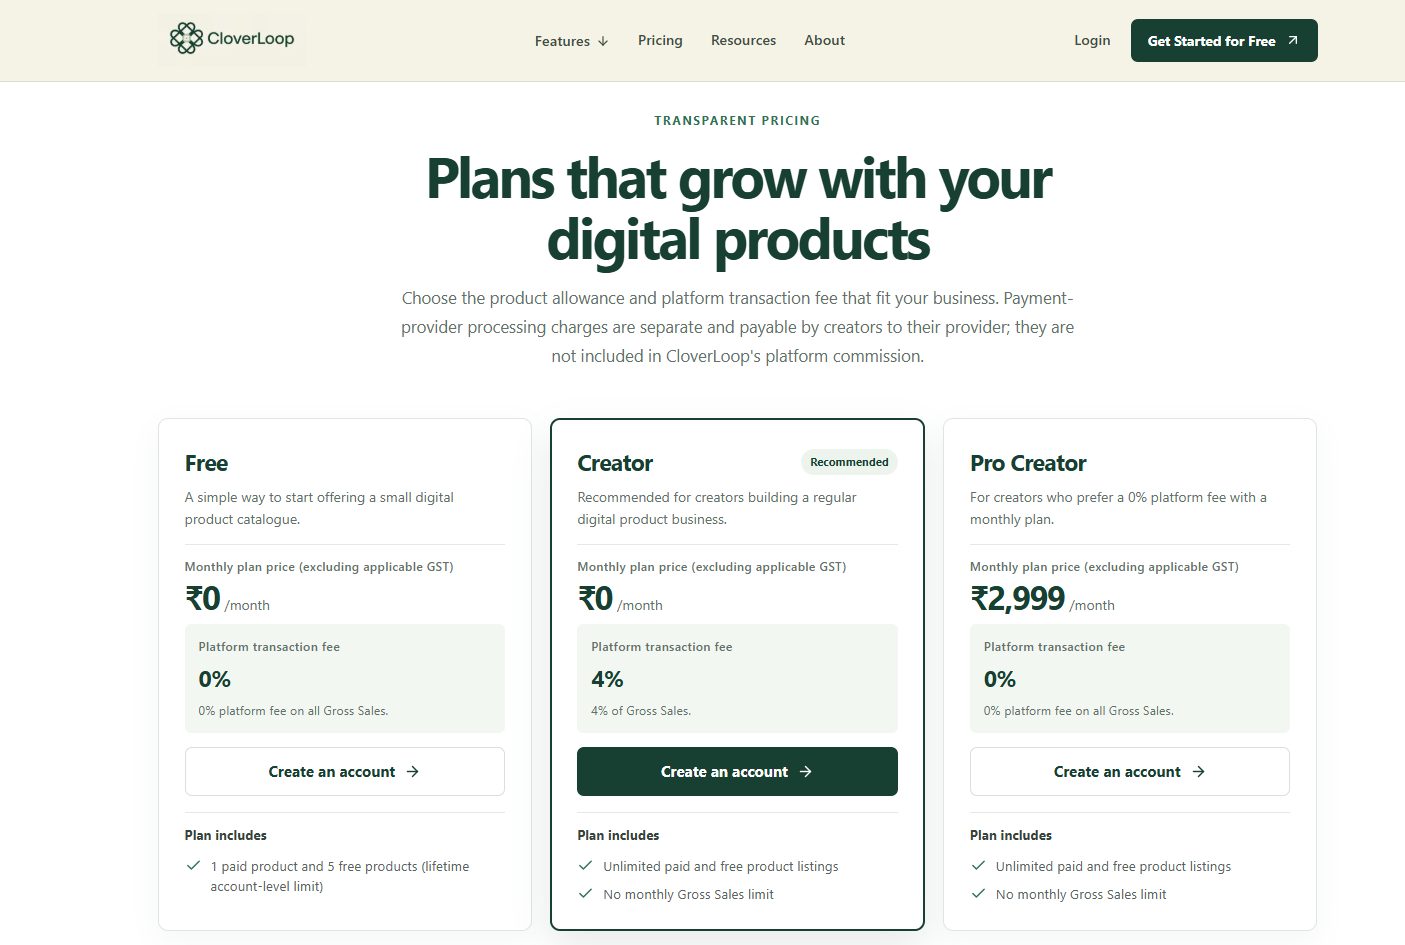 CloverLoop
Features ↓
Pricing
Resources
About
Login
Get Started for Free ↗
TRANSPARENT PRICING
Plans that grow with your
digital products
Choose the product allowance and platform transaction fee that fit your business. Payment-
provider processing charges are separate and payable by creators to their provider; they are
not included in CloverLoop's platform commission.
Free
A simple way to start offering a small digital
product catalogue.
Monthly plan price (excluding applicable GST)
₹0 /month
Platform transaction fee
0%
0% platform fee on all Gross Sales.
Create an account →
Plan includes
✓ 1 paid product and 5 free products (lifetime
account-level limit)
Creator
Recommended
Recommended for creators building a regular
digital product business.
Monthly plan price (excluding applicable GST)
₹0 /month
Platform transaction fee
4%
4% of Gross Sales.
Create an account →
Plan includes
✓ Unlimited paid and free product listings
✓ No monthly Gross Sales limit
Pro Creator
For creators who prefer a 0% platform fee with a
monthly plan.
Monthly plan price (excluding applicable GST)
₹2,999 /month
Platform transaction fee
0%
0% platform fee on all Gross Sales.
Create an account →
Plan includes
✓ Unlimited paid and free product listings
✓ No monthly Gross Sales limit